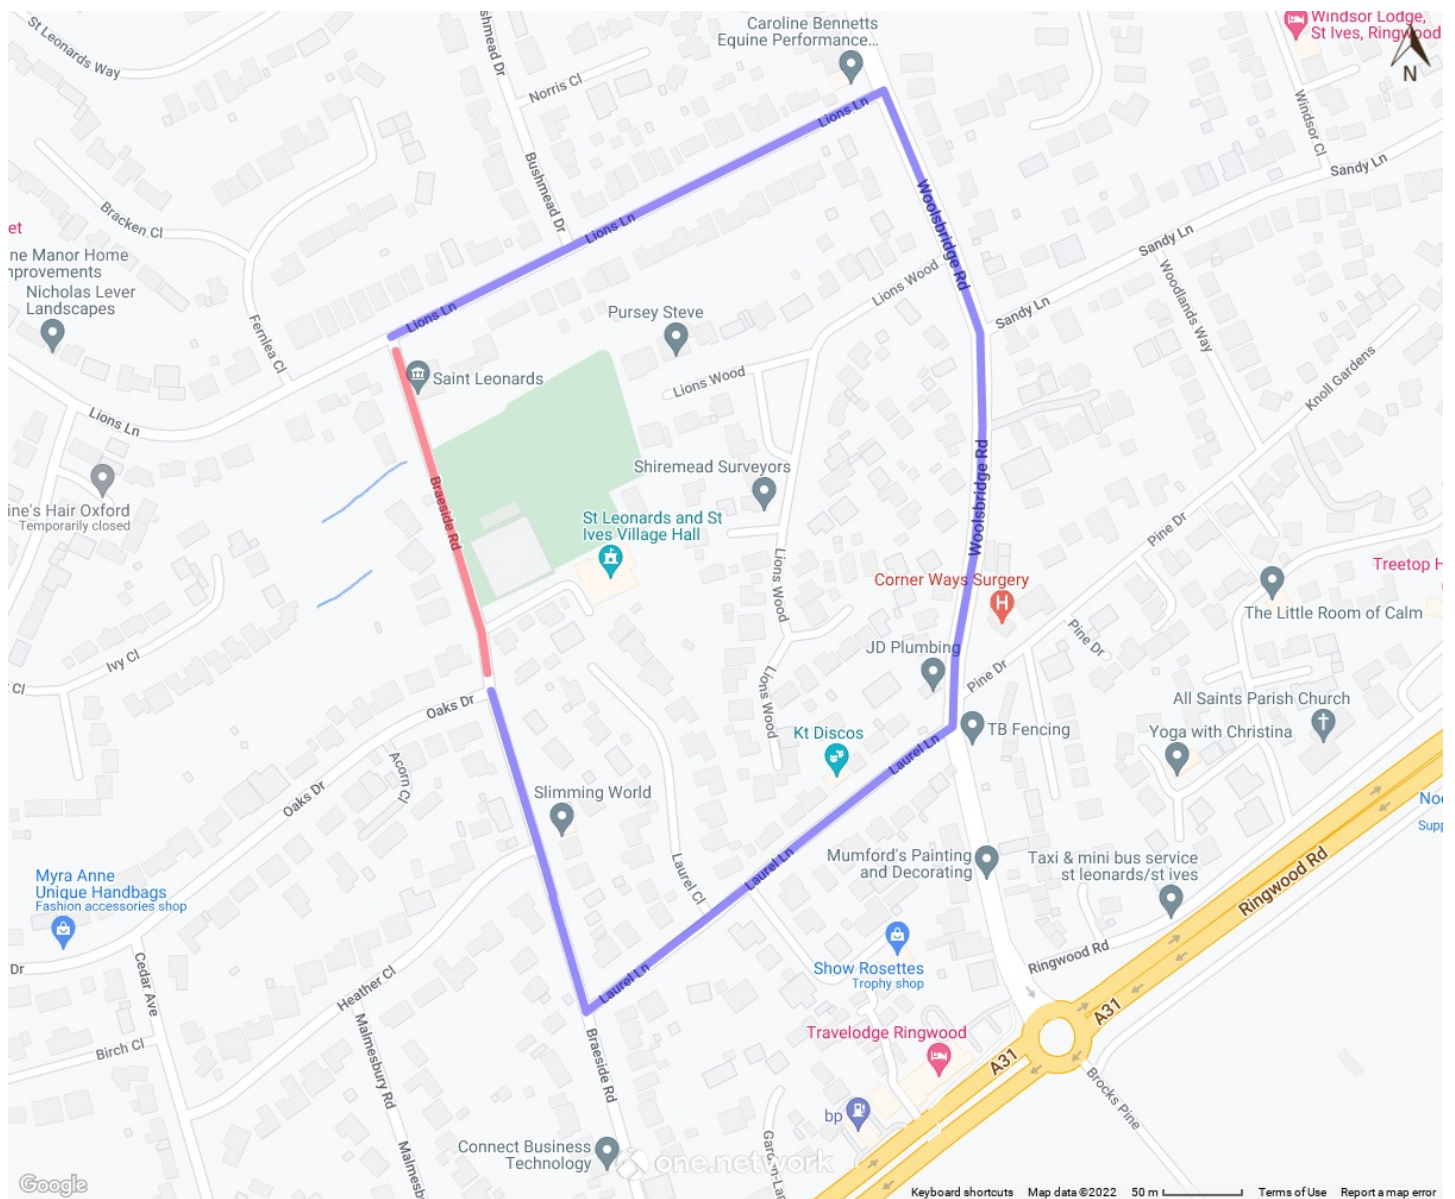 St Leonards Way
Bushmead Dr
Norris Cl
Caroline Bennetts
Equine Performance...
Windsor Lodge,
St Ives, Ringwood
N
Lions Ln
Windsor Cl
Sandy Ln
Bracken Cl
Bushmead Dr
Lions Ln
Woolsbridge Rd
Sandy Ln
Lions Wood
Woodlands Way
Nicholas Lever
Landscapes
Fernlea Cl
Lions Ln
Pursey Steve
Sandy Ln
Saint Leonards
Lions Wood
Knoll Gardens
Lions Ln
Braeside Rd
Shiremead Surveyors
Woolsbridge Rd
Temporarily closed
St Leonards and St
Ives Village Hall
Pine Dr
Lions Wood
Corner Ways Surgery
The Little Room of Calm
Ivy Cl
JD Plumbing
Pine Dr
Pine Dr
Cl
Oaks Dr
Lions Wood
All Saints Parish Church
Kt Discos
Laurel Ln
TB Fencing
Yoga with Christina
Acorn Cl
Oaks Dr
Slimming World
Laurel Cl
Laurel Ln
Mumford's Painting
and Decorating
Taxi & mini bus service
st leonards/st ives
Ringwood Rd
Myra Anne
Unique Handbags
Fashion accessories shop
Dr
Cedar Ave
Heather Cl
Laurel Ln
Show Rosettes
Trophy shop
Ringwood Rd
Birch Cl
Malmesbury Rd
Braeside Rd
Travelodge Ringwood
A31
A31
Brocks Pine
bp
Connect Business
Technology
one.network
Google
Keyboard shortcuts Map data ©2022 50 m Terms of Use Report a map error